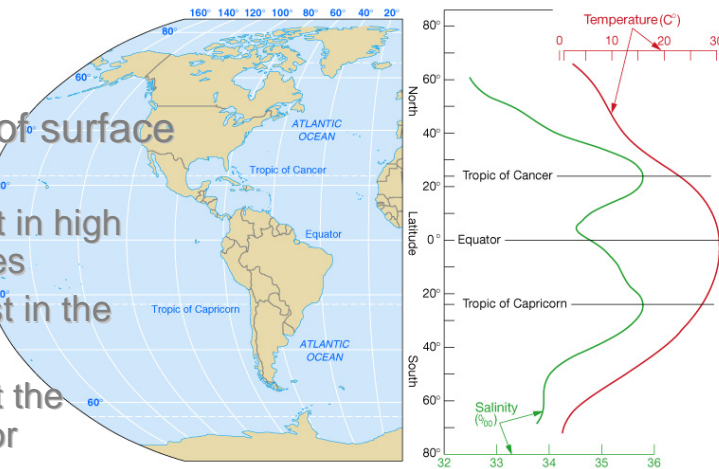 160° 140° 120° 100° 80° 60° 40° 20°
80°
60°
of surface
ATLANTIC
OCEAN
Tropic of Cancer
t in high
es
Equator
st in the
Tropic of Capricorn
ATLANTIC
OCEAN
t the
60°
or
Temperature (C°)
0 10 20 30
80°
60°
North
40°
Tropic of Cancer
20°
Latitude
0° Equator
20°
Tropic of Capricorn
40°
South
60°
Salinity
(0/00)
80°
32 33 34 35 36